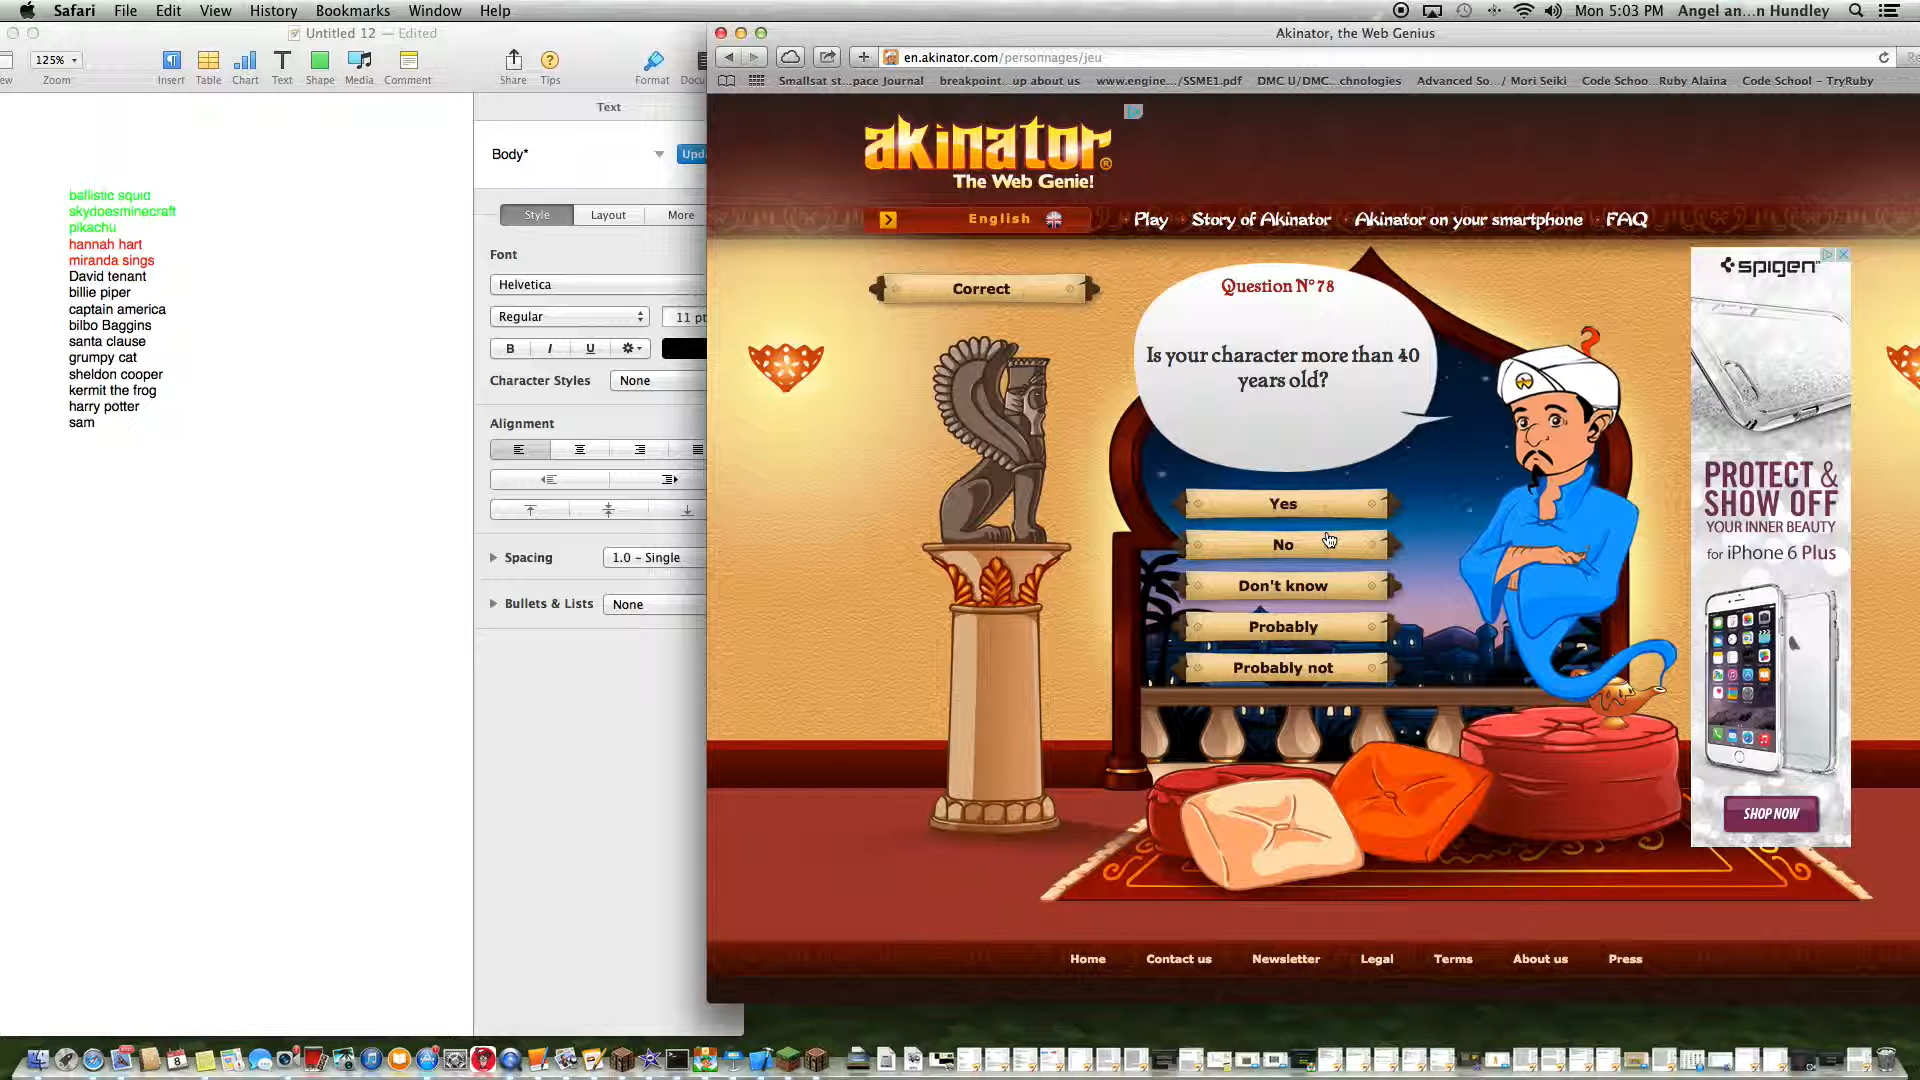 Safari File Edit View History Bookmarks Window Help
Mon 5:03 PM Angel an...n Hundley
Untitled 12 — Edited
Akinator, the Web Genius
125%
Zoom
Insert
Table
Chart
Text
Shape
Media
Comment
Share
Tips
Format
en.akinator.com/personnages/jeu
Smallsat st...pace Journal
breakpoint...up about us
www.engine.../SSME1.pdf
DMC U/DMC...chnologies
Advanced So... / Mori Seiki
Code Schoo...Ruby Alaina
Code School - TryRuby
Text
Body*
Style
Layout
More
Font
Helvetica
Regular
11 pt
B I U
Character Styles
None
Alignment
Spacing
1.0 - Single
Bullets & Lists
None
ballistic squid
skydoesminecraft
pikachu
hannah hart
miranda sings
David tenant
billie piper
captain america
bilbo Baggins
santa clause
grumpy cat
sheldon cooper
kermit the frog
harry potter
sam
akinator®
The Web Genie!
English
Play
Story of Akinator
Akinator on your smartphone
FAQ
Correct
Question N°78
Is your character more than 40
years old?
Yes
No
Don't know
Probably
Probably not
spigen
PROTECT &
SHOW OFF
YOUR INNER BEAUTY
for iPhone 6 Plus
SHOP NOW
Home
Contact us
Newsletter
Legal
Terms
About us
Press